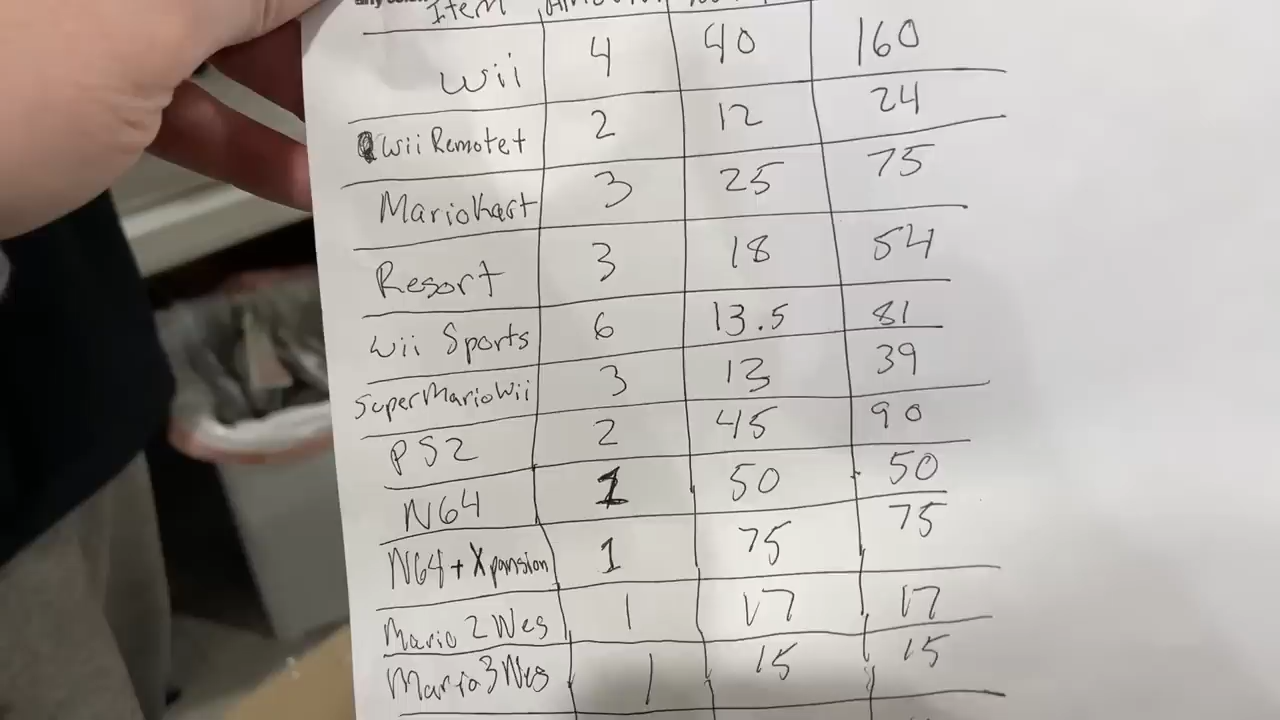 Item Amount
Wii 4 40 160
Wii Remote+ 2 12 24
MarioKart 3 25 75
Resort 3 18 54
Wii Sports 6 13.5 81
SuperMarioWii 3 13 39
PS2 2 45 90
N64 1 50 50
N64 + Xpansion 1 75 75
Mario 2 Nes 1 17 17
Mario 3 Nes 1 15 15